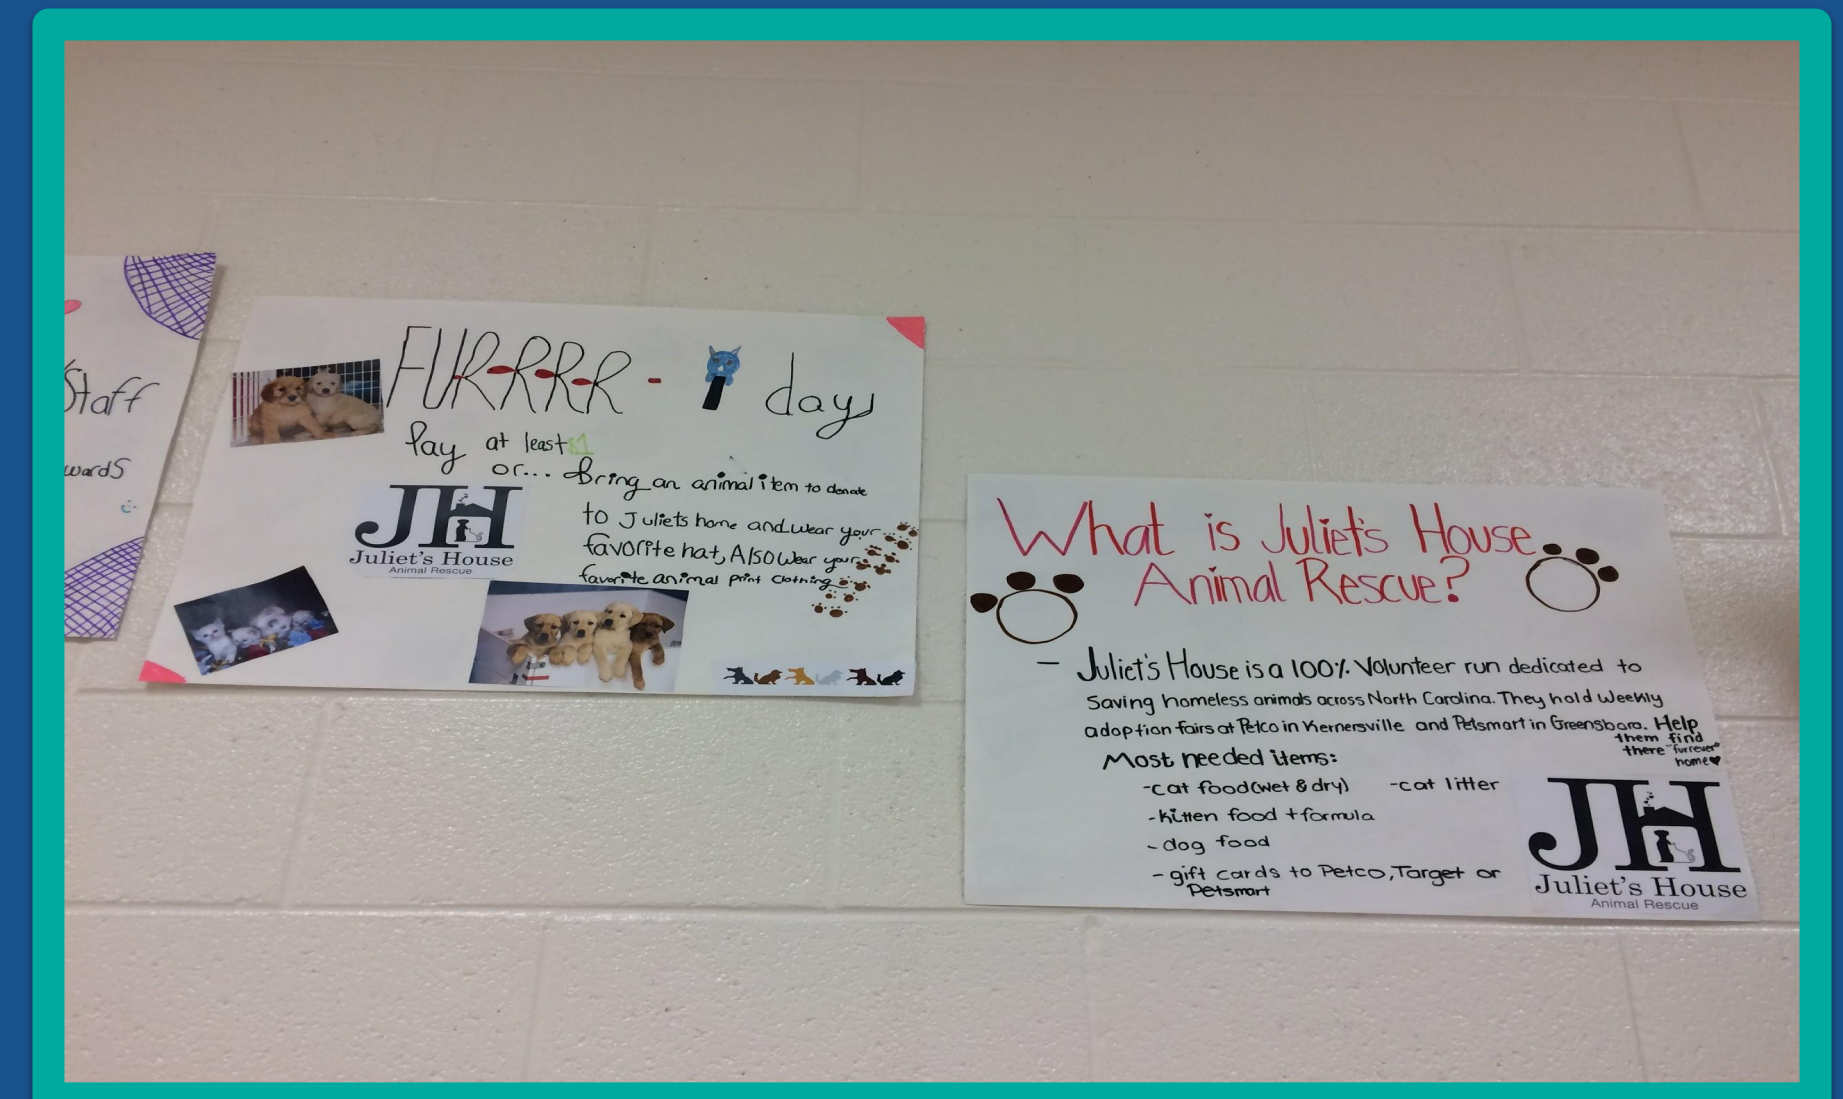 Staff
wards
FUR-R-R-R - i days
Pay at least $1
or... Bring an animal item to donate
to Juliet's home and wear your
favorite hat, Also wear your
favorite animal print clothing
JH
Juliet's House
Animal Rescue
What is Juliet's House
Animal Rescue?
- Juliet's House is a 100% Volunteer run dedicated to
Saving homeless animals across North Carolina. They hold weekly
adoption fairs at Petco in Kernersville and Petsmart in Greensboro. Help
them find
there "furrever"
home
Most needed items:
-cat food (wet & dry) -cat litter
-kitten food + formula
-dog food
-gift cards to Petco, Target or
Petsmart
JH
Juliet's House
Animal Rescue